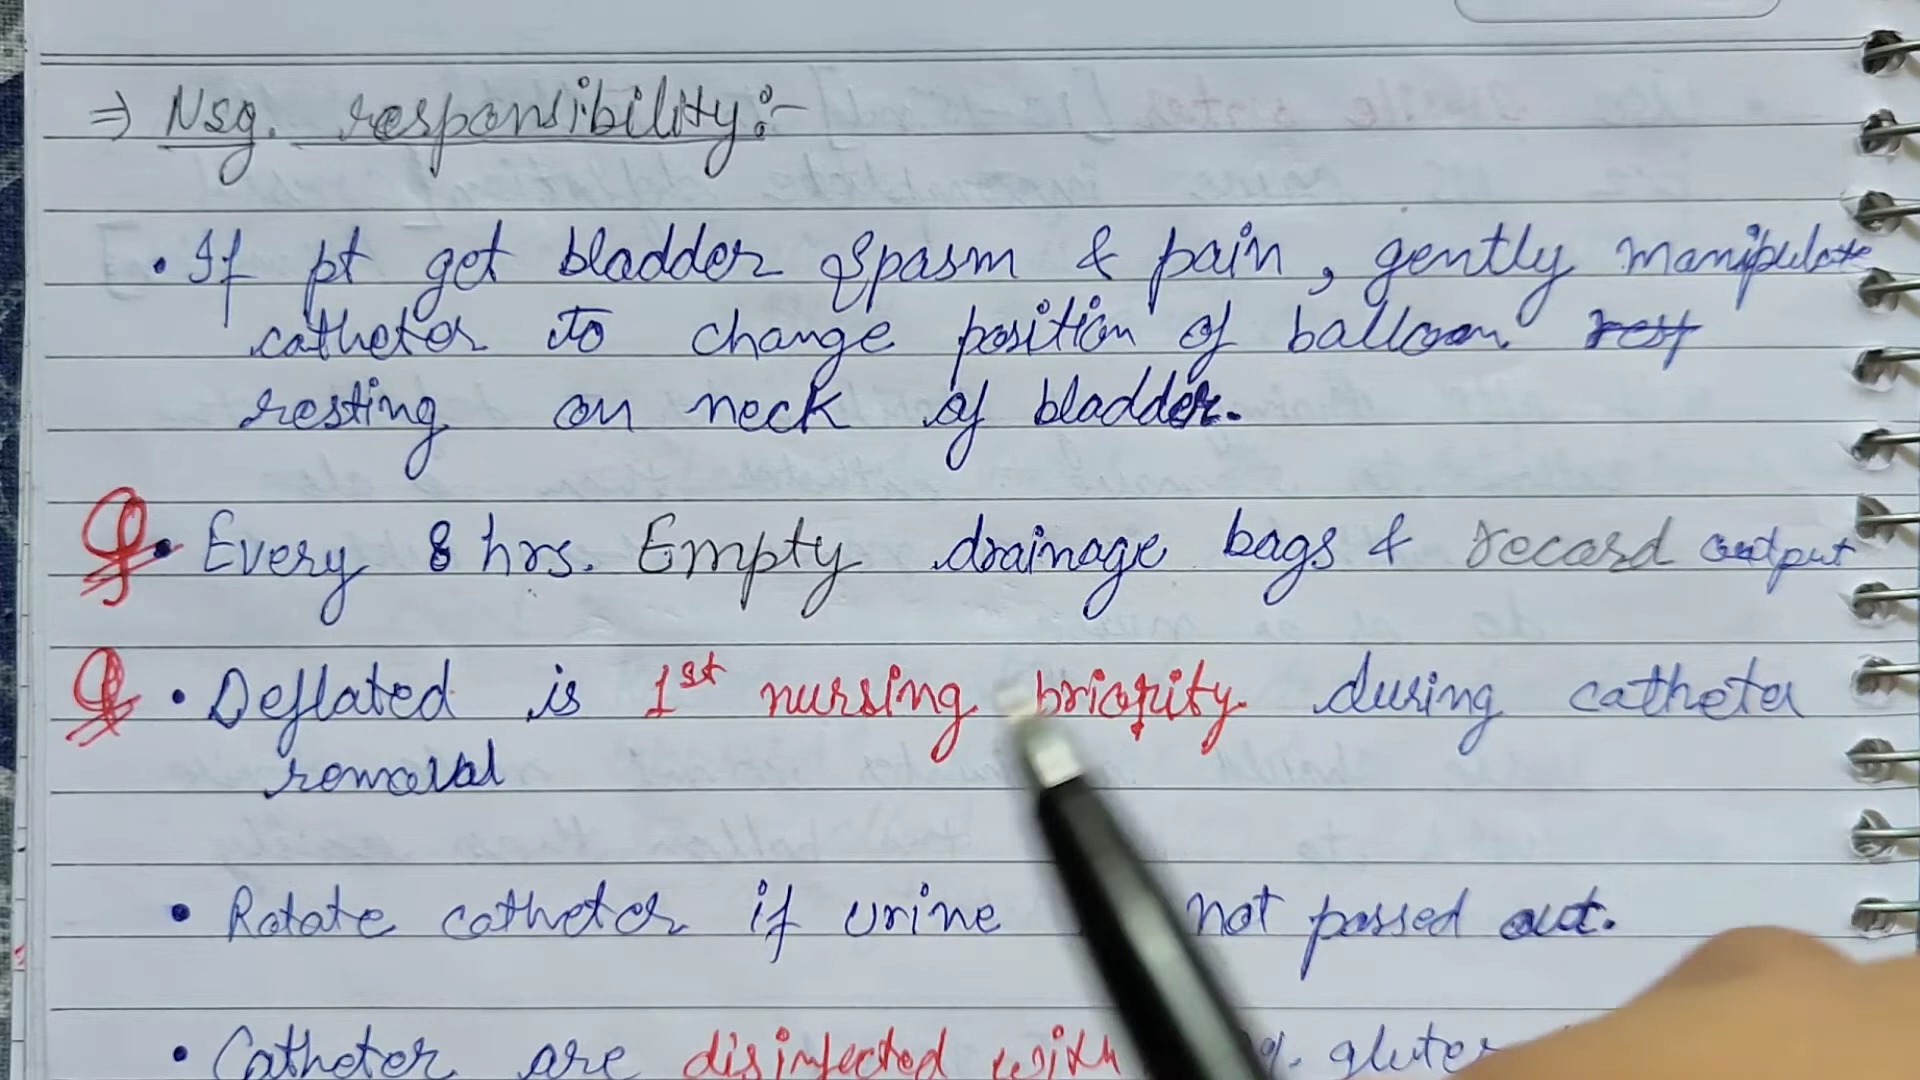 ⇒ Nsg. responsibility:-
• If pt get bladder spasm & pain, gently manipulate
catheter to change position of balloon rest
resting on neck of bladder.
Q • Every 8 hrs. Empty drainage bags & record output
Q • Deflated is 1st nursing priority during catheter
removal
• Rotate catheter if urine not passed out.
• Catheter are disinfected with